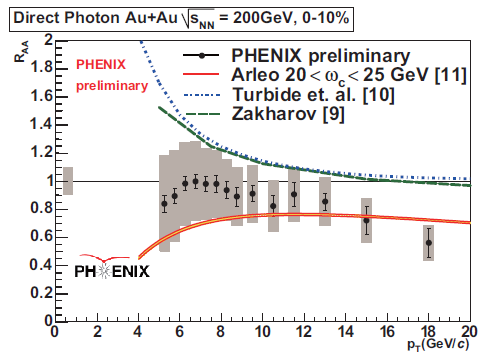 Direct Photon Au+Au √sNN = 200GeV, 0-10%
RAA
2
1.8
1.6
1.4
1.2
1
0.8
0.6
0.4
0.2
0
PHENIX
preliminary
PHENIX preliminary
Arleo 20<ωc<25 GeV [11]
Turbide et. al. [10]
Zakharov [9]
PHENIX
0 2 4 6 8 10 12 14 16 18 20
pT(GeV/c)